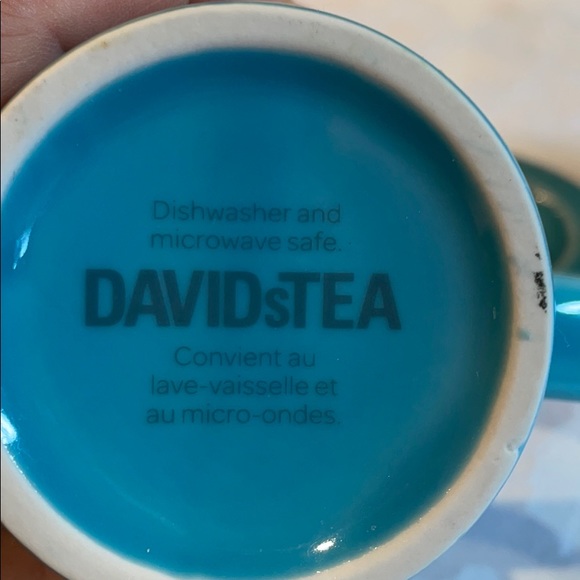 Dishwasher and
microwave safe.
DAVIDsTEA
Convient au
lave-vaisselle et
au micro-ondes.